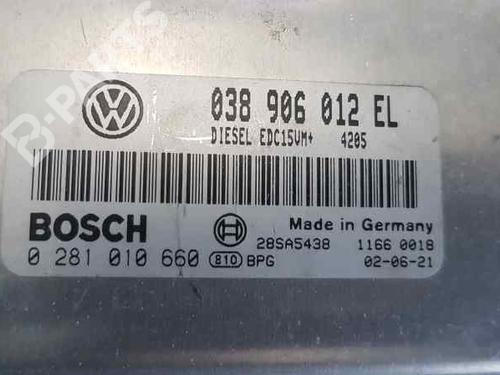 B-PARTS
038 906 012 EL
DIESEL EDC15VM+ 4205
BOSCH
Made in Germany
28SA5438 1166 0018
0 281 010 660 810 BPG 02-06-21